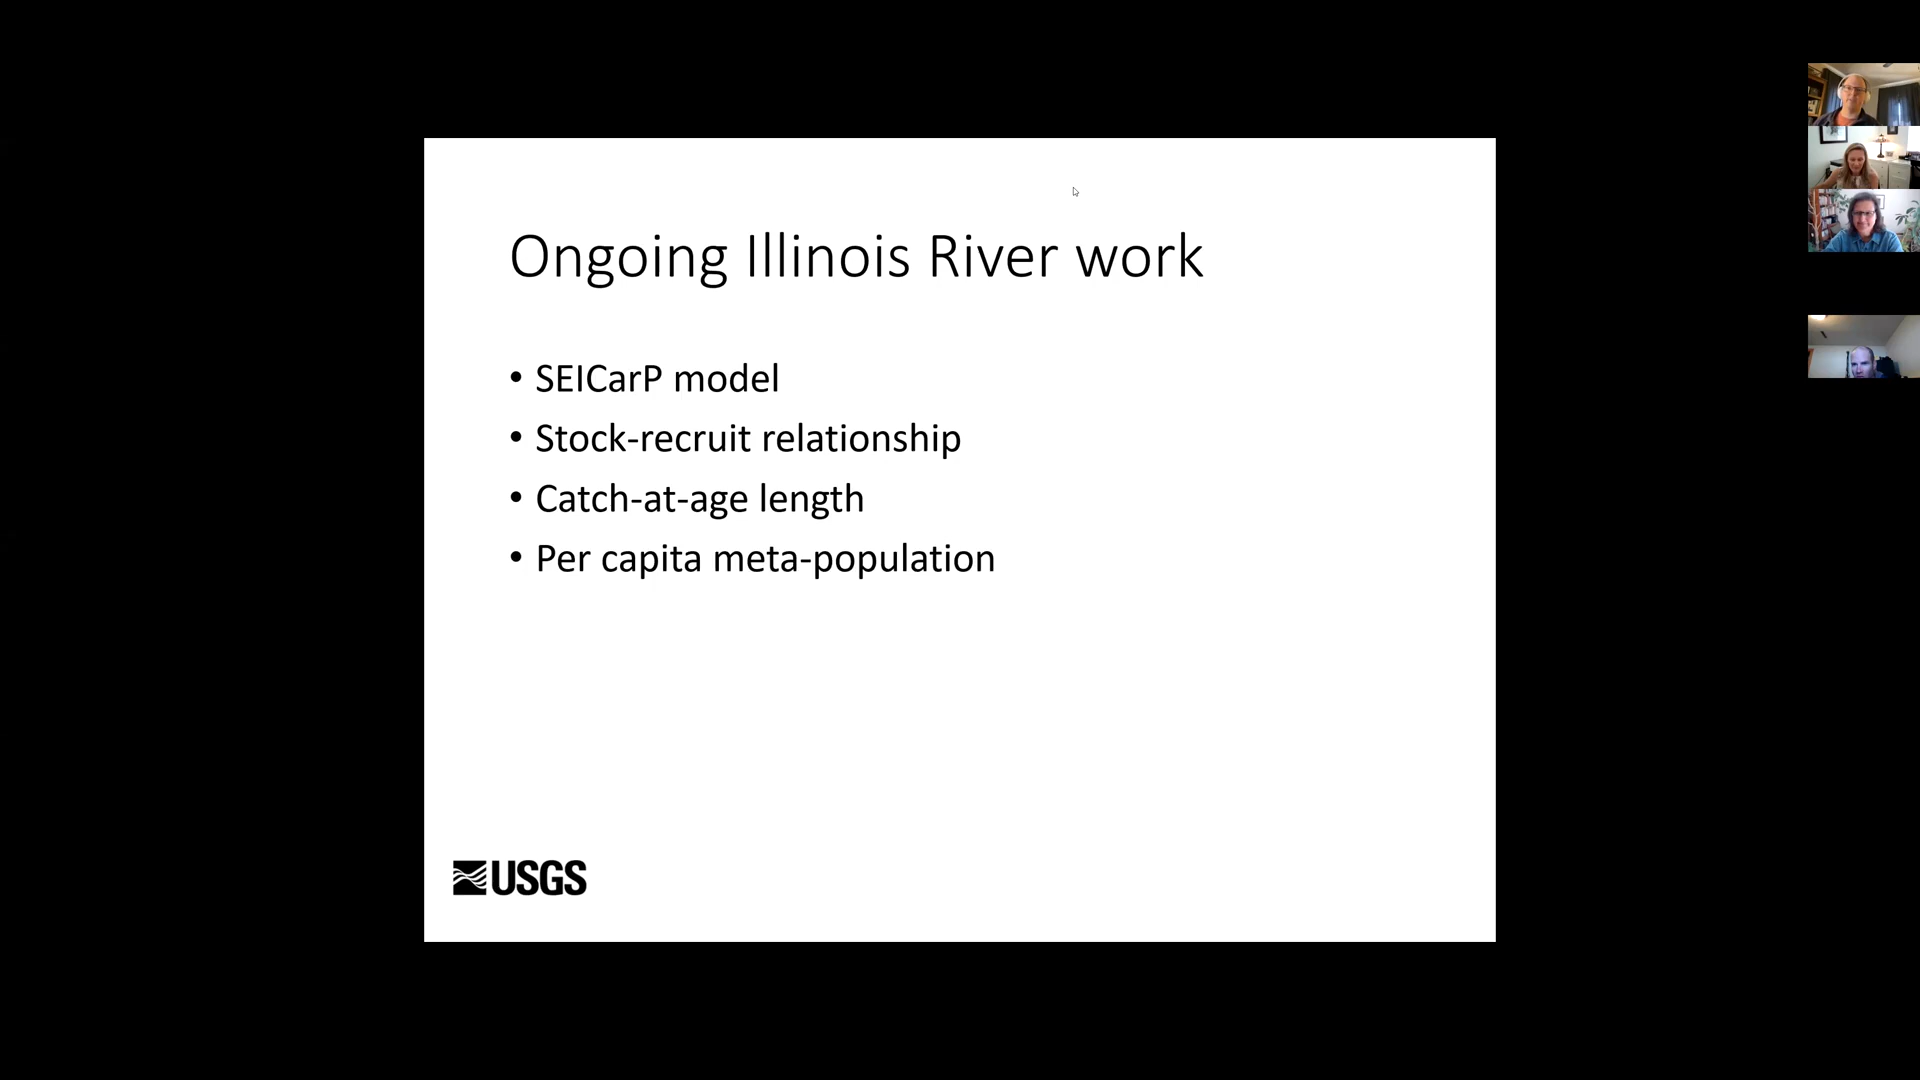 Ongoing Illinois River work
• SEICarP model
• Stock-recruit relationship
• Catch-at-age length
• Per capita meta-population
USGS